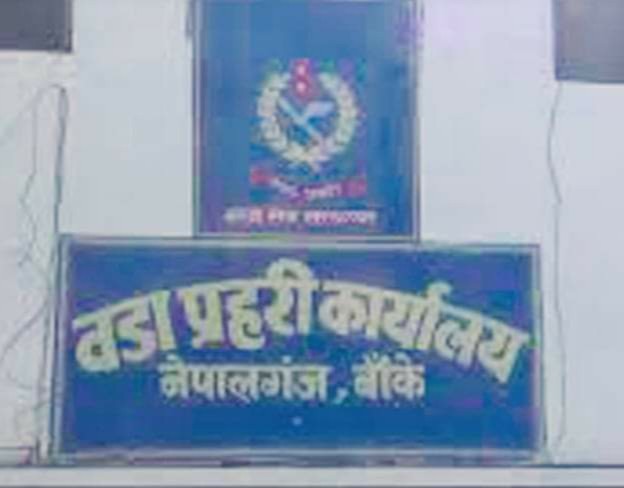 वडा प्रहरी कार्यालय
नेपालगंज, बाँके